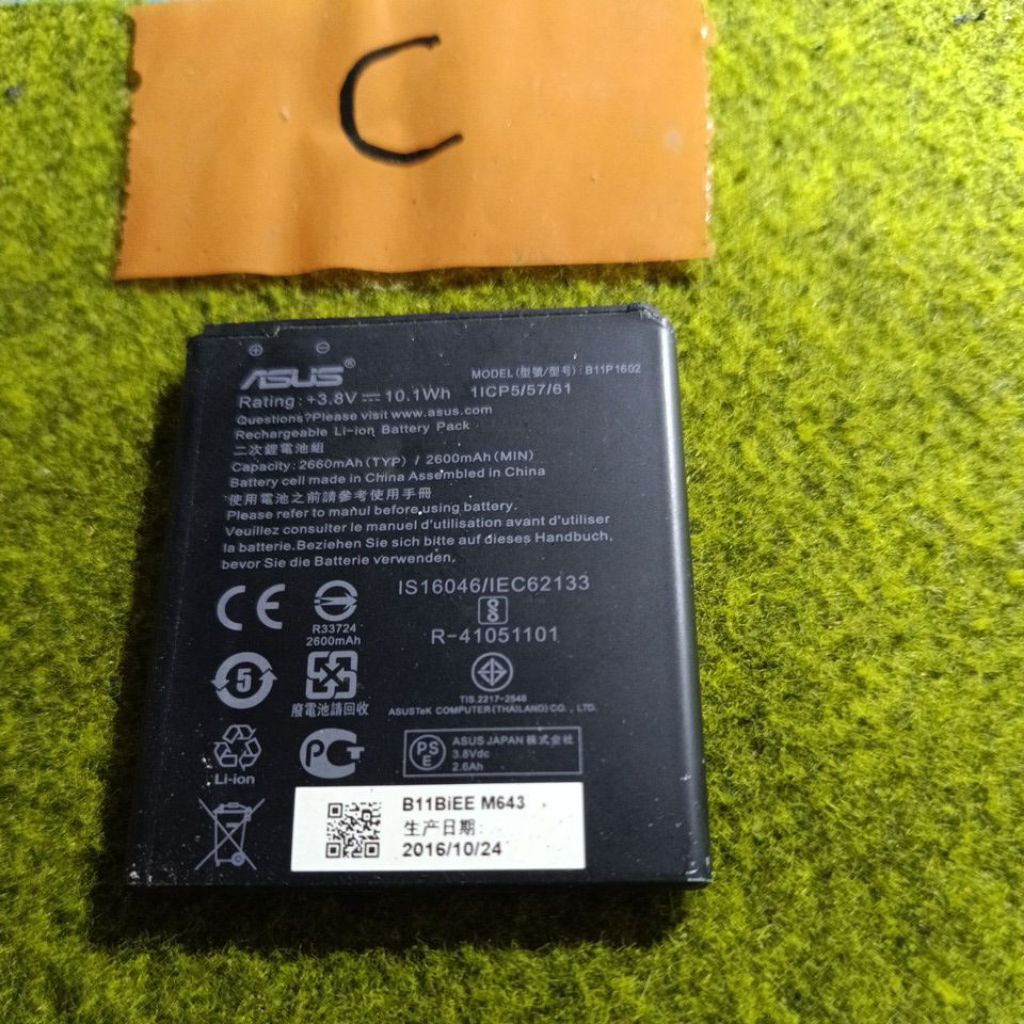 C
⊕ ⊖
ASUS®
MODEL(型號/型号): B11P1602
Rating: +3.8V⎓10.1Wh 1ICP5/57/61
Questions?Please visit www.asus.com
Rechargeable Li-ion Battery Pack
二次鋰電池組
Capacity: 2660mAh(TYP) / 2600mAh(MIN)
Battery cell made in China Assembled in China
使用電池之前請參考使用手冊
Please refer to manul before using battery.
Veuillez consulter le manuel d'utilisation avant d'utiliser
la batterie.Beziehen Sie sich bitte auf dieses Handbuch,
bevor Sie die Batterie verwenden.
CE
R33724
2600mAh
IS16046/IEC62133
R-41051101
5
廢電池請回收
TIS.2217-2548
ASUSTeK COMPUTER(THAILAND)CO., LTD.
Li-ion
PCT
PSE
ASUS JAPAN 株式会社
3.8Vdc
2.6Ah
B11BiEE M643
生产日期:
2016/10/24